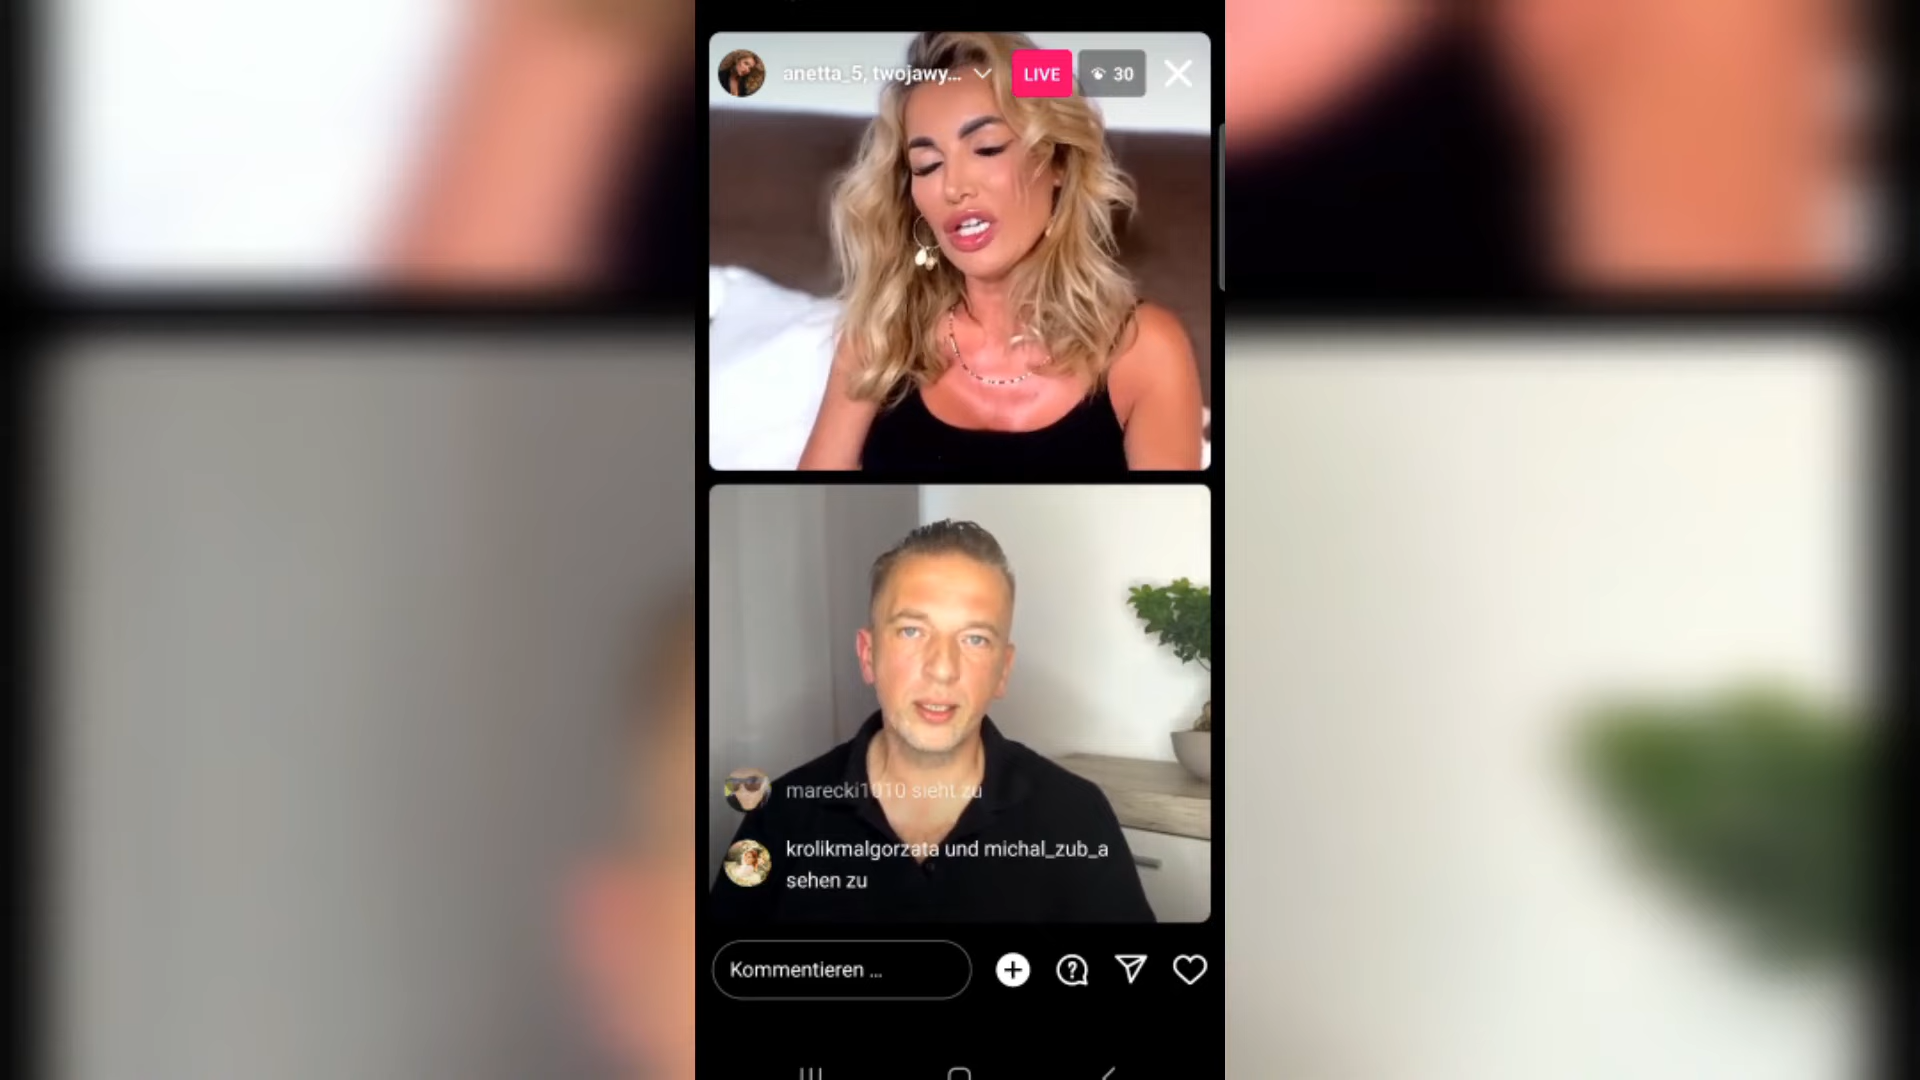 anetta_5, twojawy...
LIVE
30
marecki1010 sieht zu
krolikmalgorzata und michal_zub_a
sehen zu
Kommentieren ...